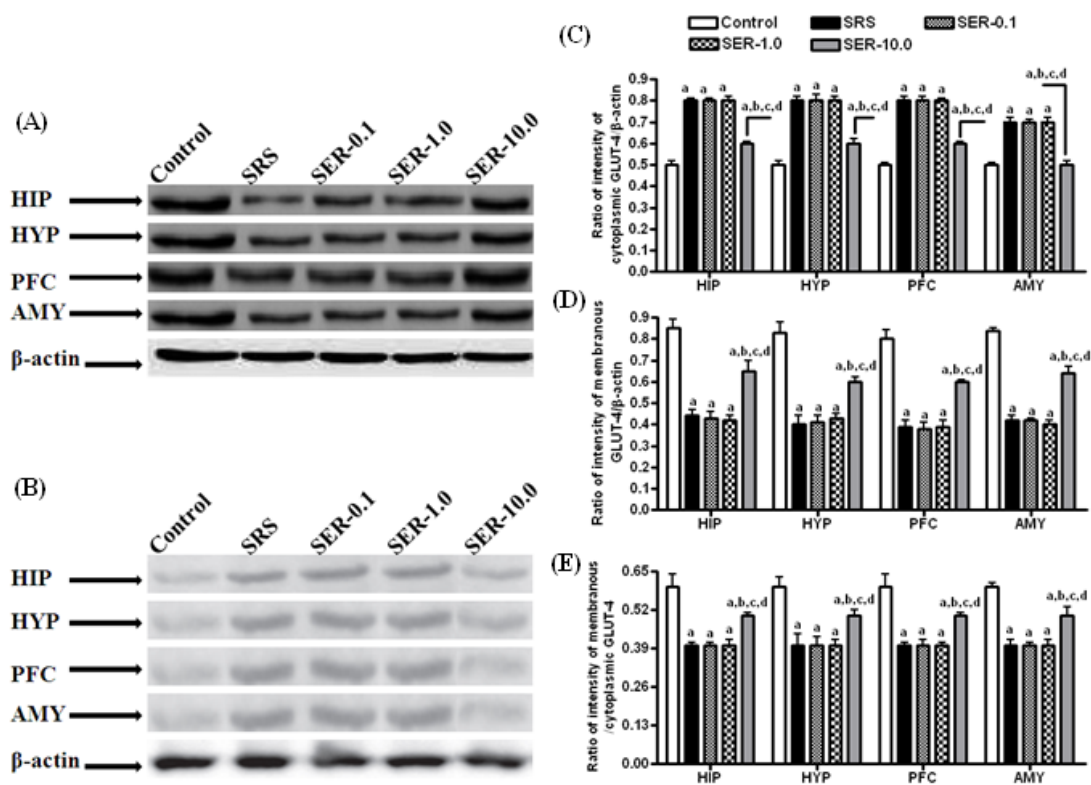 (A)
Control
SRS
SER-0.1
SER-1.0
SER-10.0
HIP
HYP
PFC
AMY
β-actin
(B)
Control
SRS
SER-0.1
SER-1.0
SER-10.0
HIP
HYP
PFC
AMY
β-actin
Control SRS SER-0.1
SER-1.0 SER-10.0
(C)
Ratio of intensity of
cytoplasmic GLUT-4/β-actin
0.9
0.8
0.7
0.6
0.5
0.4
0.3
0.2
0.1
0.0
a a a a,b,c,d
a a a a,b,c,d
a a a a,b,c,d
a a a a,b,c,d
HIP HYP PFC AMY
(D)
Ratio of intensity of membranous
GLUT-4/β-actin
0.9
0.8
0.6
0.5
0.4
0.3
0.1
0.0
a a a a,b,c,d
a a a a,b,c,d
a a a a,b,c,d
a a a a,b,c,d
HIP HYP PFC AMY
(E)
Ratio of intensity of membranous
/cytoplasmic GLUT-4
0.65
0.52
0.39
0.26
0.13
0.00
a a a a,b,c,d
a a a a,b,c,d
a a a a,b,c,d
a a a a,b,c,d
HIP HYP PFC AMY